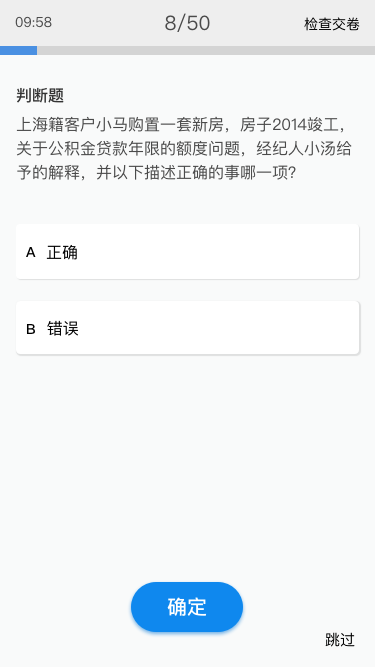 09:58
8/50
检查交卷
判断题
上海籍客户小马购置一套新房，房子2014竣工，
关于公积金贷款年限的额度问题，经纪人小汤给
予的解释，并以下描述正确的事哪一项？
A 正确
B 错误
确定
跳过